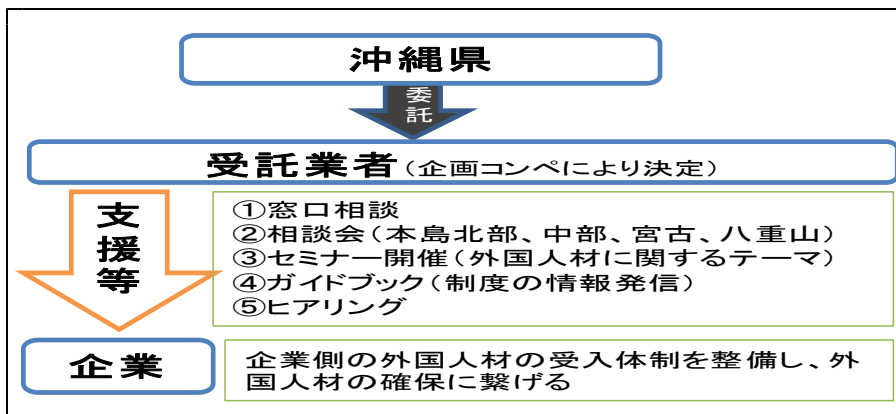 沖縄県
委託
受託業者(企画コンペにより決定)
支援等
①窓口相談
②相談会(本島北部、中部、宮古、八重山)
③セミナー開催(外国人材に関するテーマ)
④ガイドブック(制度の情報発信)
⑤ヒアリング
企業
企業側の外国人材の受入体制を整備し、外
国人材の確保に繋げる